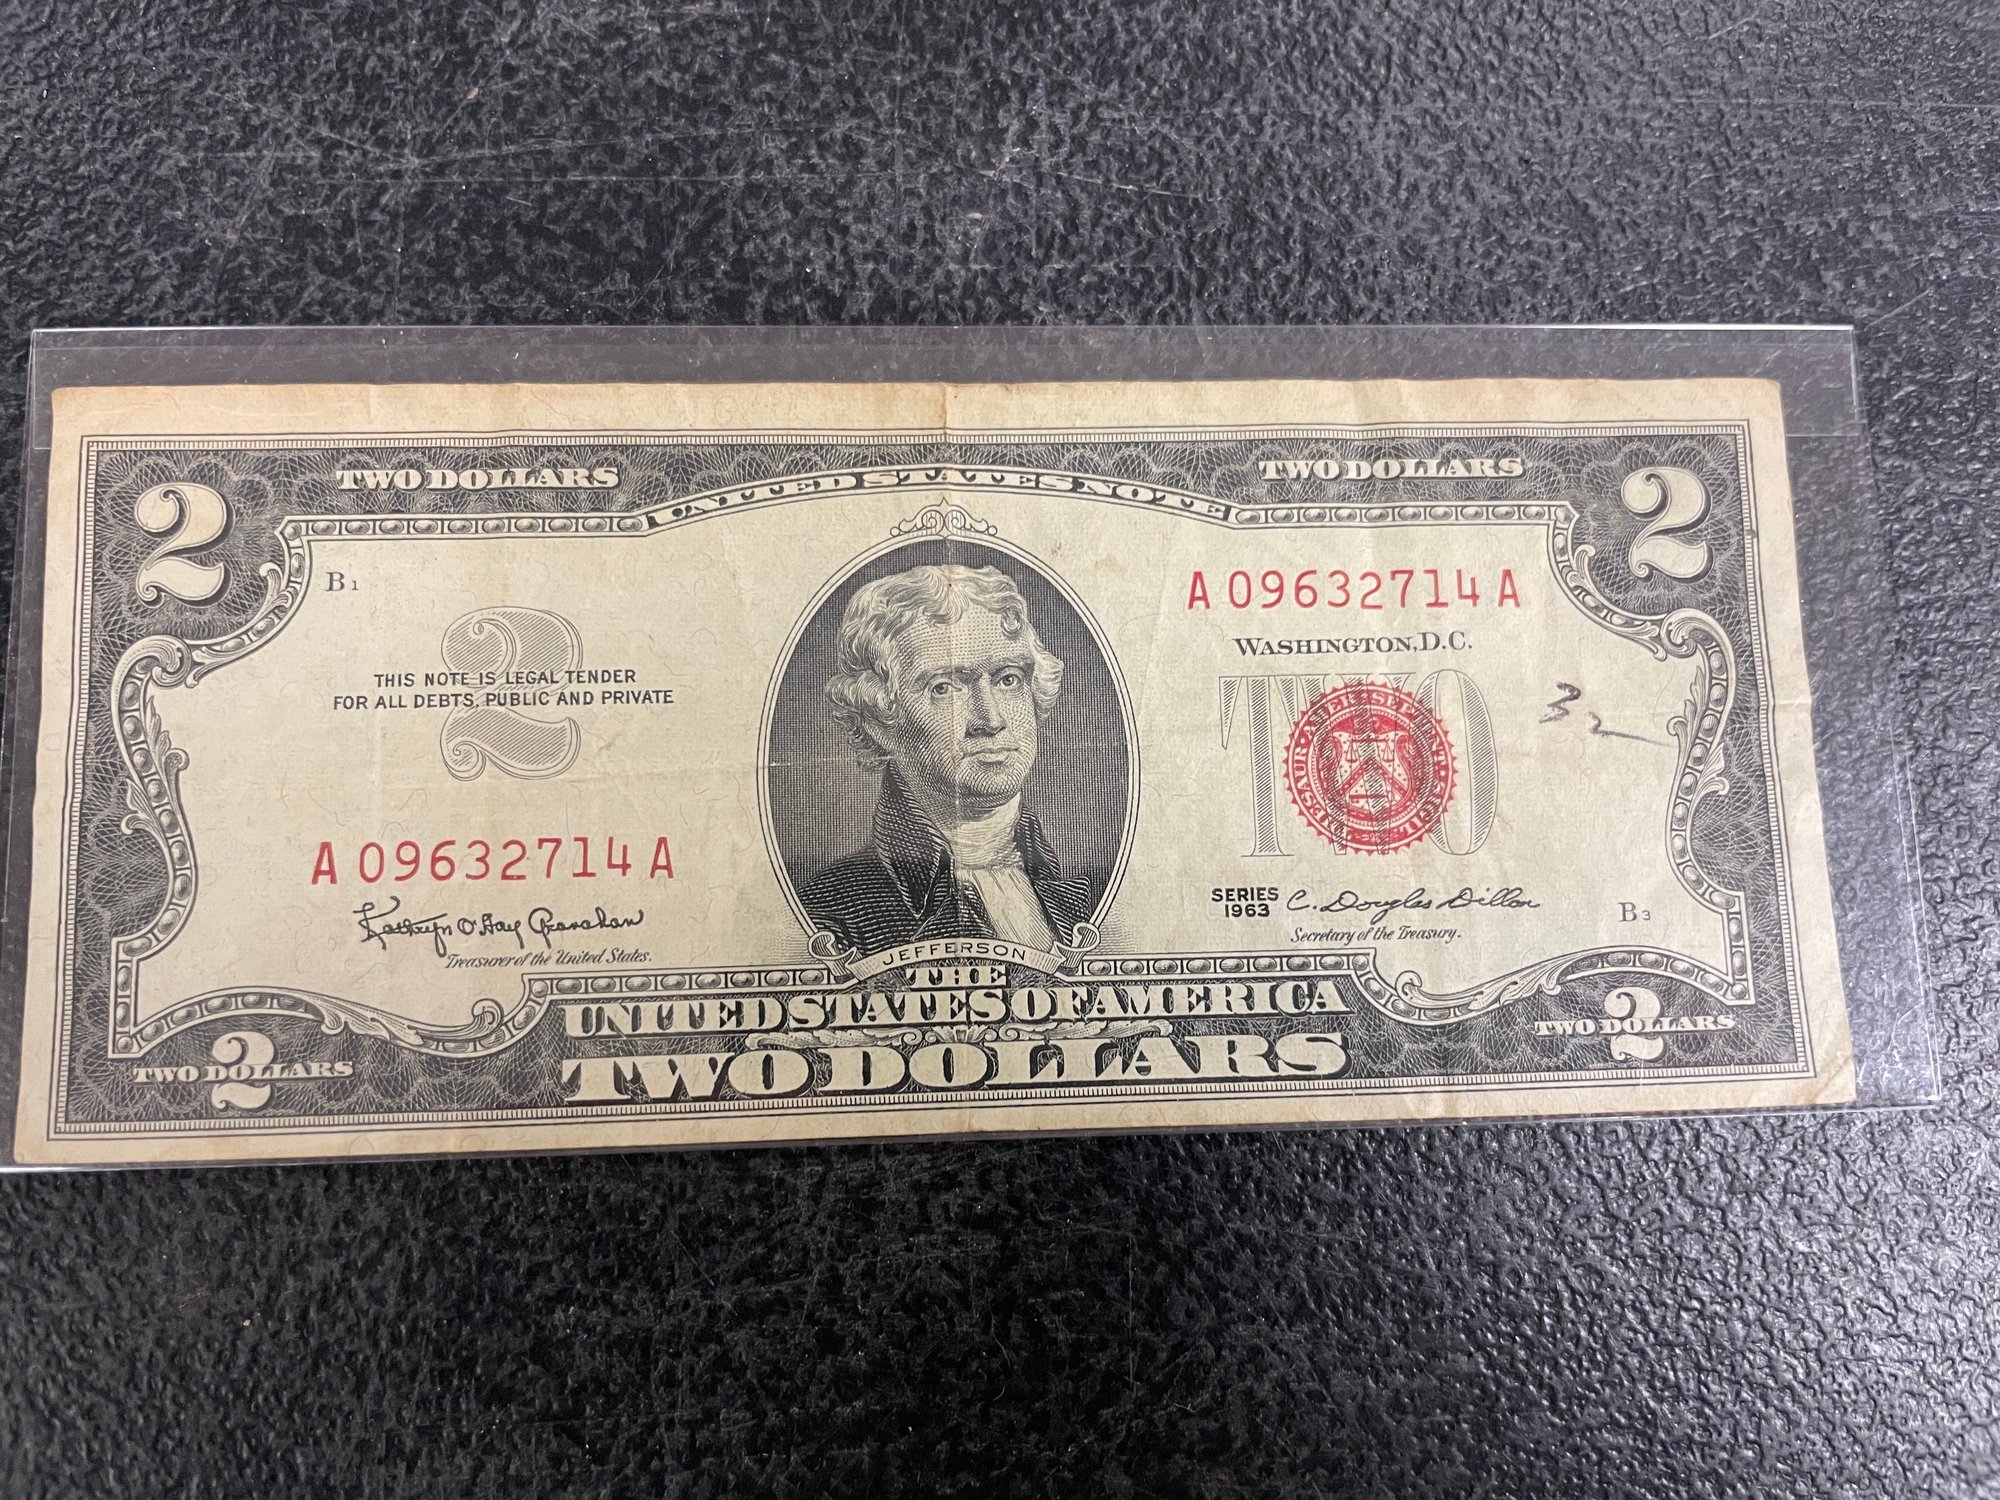 TWO DOLLARS
UNITED STATES NOTE
TWO DOLLARS
2
2
B1
A 09632714 A
WASHINGTON, D.C.
2
THIS NOTE IS LEGAL TENDER
FOR ALL DEBTS, PUBLIC AND PRIVATE
TWO
32
A 09632714 A
Kathryn O'Hay Granahan
Treasurer of the United States.
SERIES
1963
C. Douglas Dillon
Secretary of the Treasury.
B3
JEFFERSON
THE
UNITED STATES OF AMERICA
TWO DOLLARS
2
TWO DOLLARS
2
TWO DOLLARS